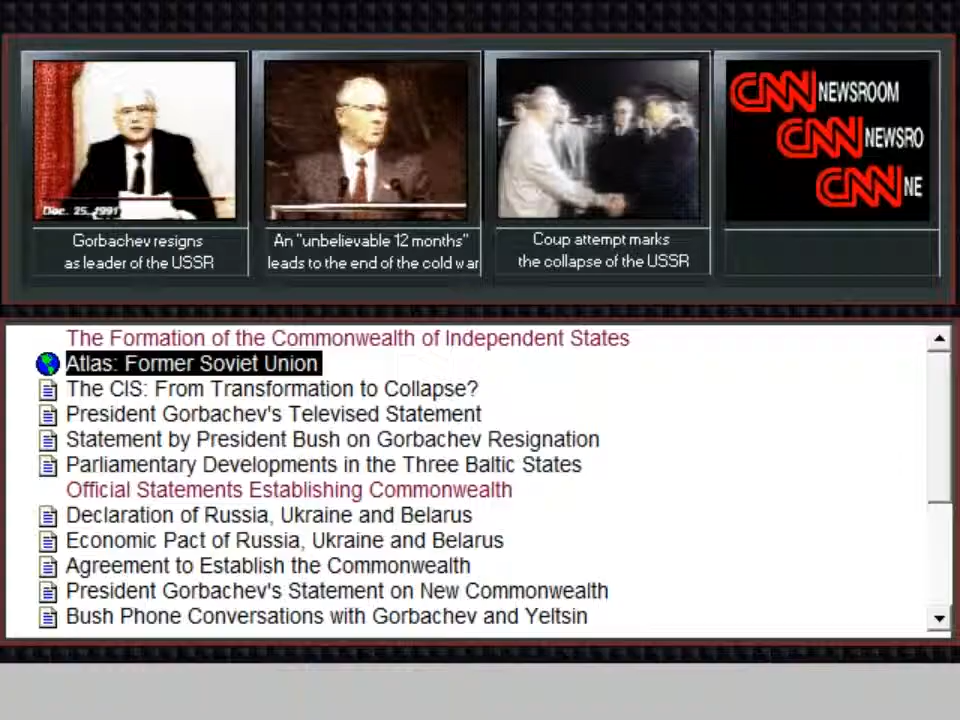 Dec. 25, 1991
CNN NEWSROOM
CNN NEWSRO
CNN NE
Gorbachev resigns
as leader of the USSR
An "unbelievable 12 months"
leads to the end of the cold war
Coup attempt marks
the collapse of the USSR
The Formation of the Commonwealth of Independent States
Atlas: Former Soviet Union
The CIS: From Transformation to Collapse?
President Gorbachev's Televised Statement
Statement by President Bush on Gorbachev Resignation
Parliamentary Developments in the Three Baltic States
Official Statements Establishing Commonwealth
Declaration of Russia, Ukraine and Belarus
Economic Pact of Russia, Ukraine and Belarus
Agreement to Establish the Commonwealth
President Gorbachev's Statement on New Commonwealth
Bush Phone Conversations with Gorbachev and Yeltsin